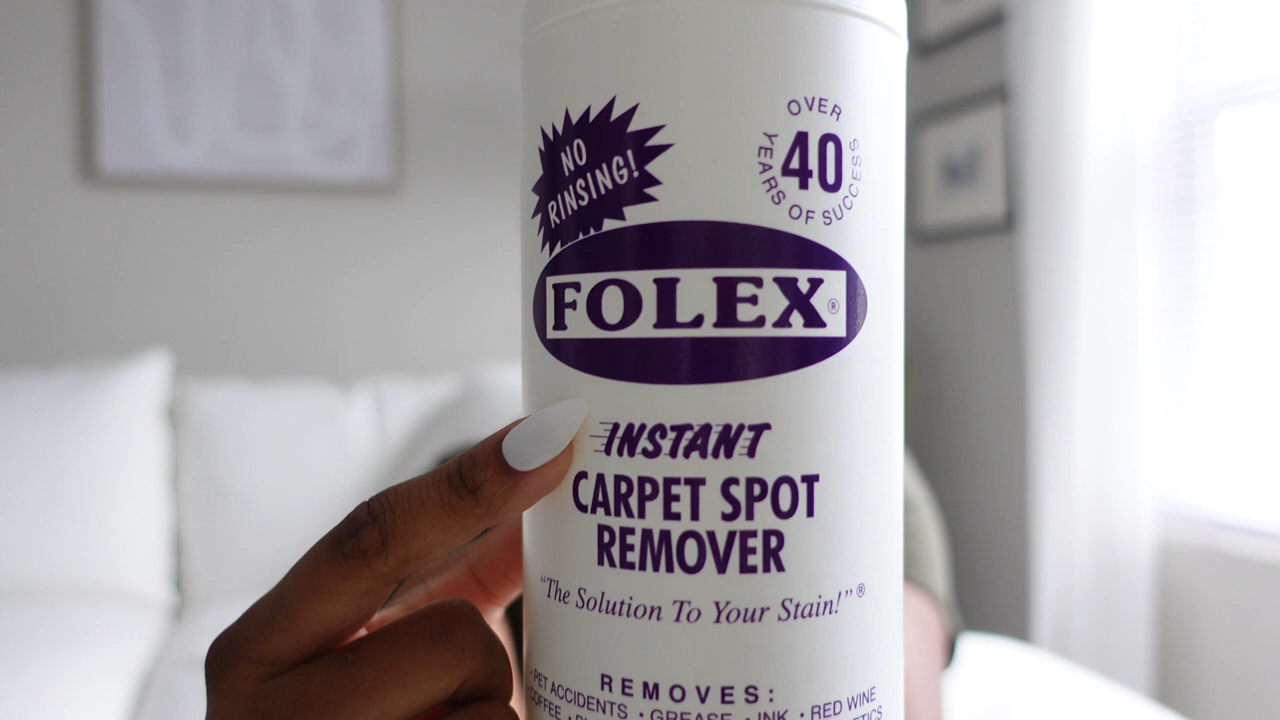 NO
RINSING!
OVER
40
YEARS OF SUCCESS
FOLEX®
INSTANT
CARPET SPOT
REMOVER
"The Solution To Your Stain!"®
REMOVES:
• PET ACCIDENTS • GREASE • INK • RED WINE